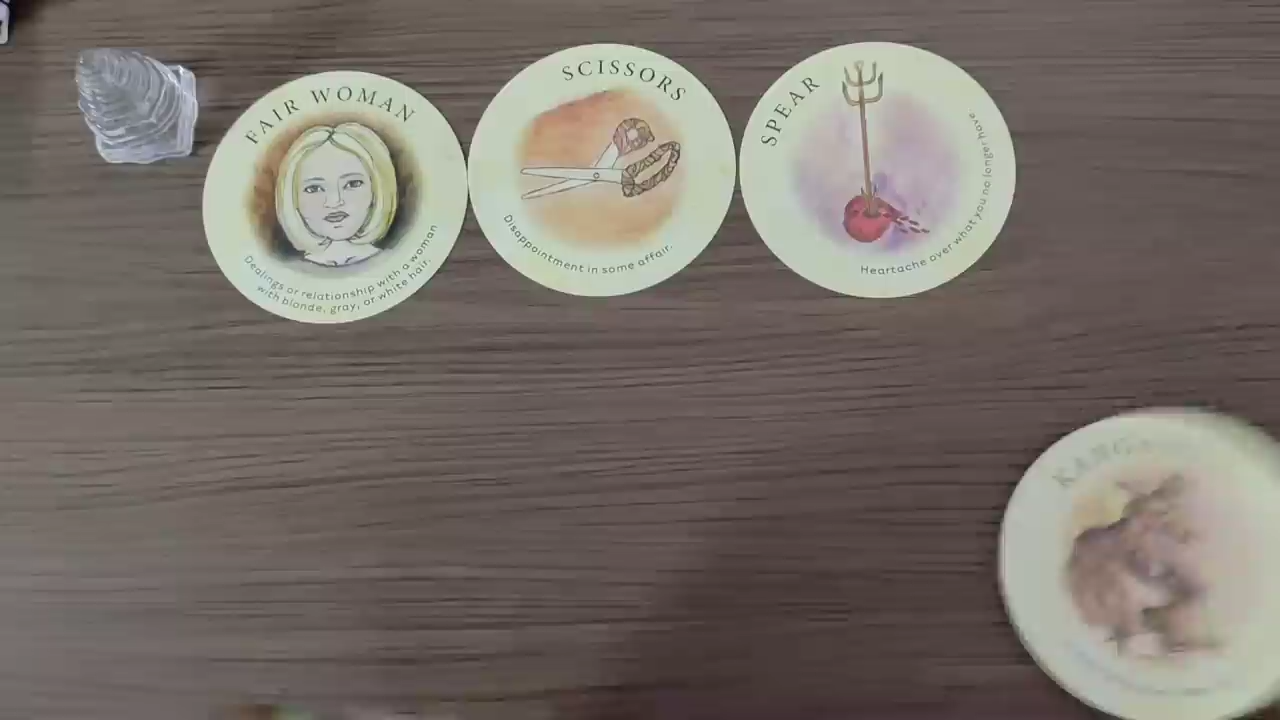 FAIR WOMAN
Dealings or relationship with a woman
with blonde, gray, or white hair.
SCISSORS
Disappointment in some affair.
SPEAR
Heartache over what you no longer have